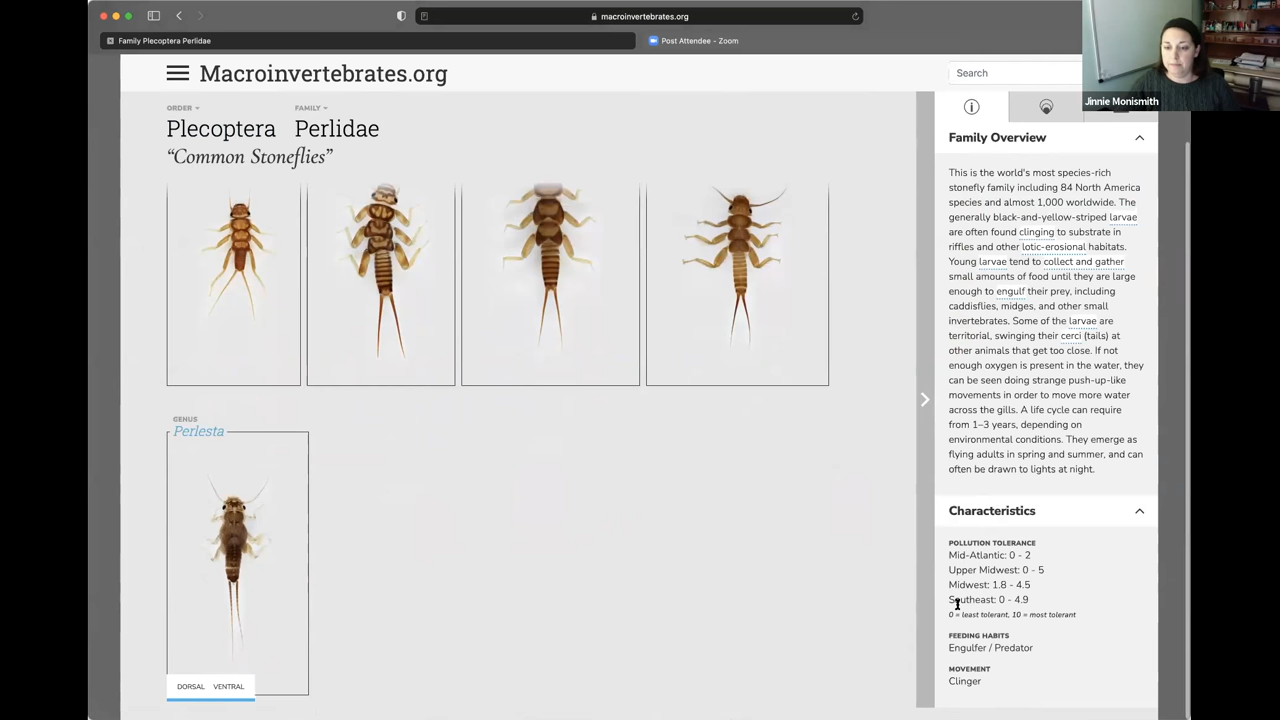 macroinvertebrates.org
Family Plecoptera Perlidae
Post Attendee - Zoom
Macroinvertebrates.org
Search
Jinnie Monismith
ORDER
FAMILY
Plecoptera Perlidae
“Common Stoneflies”
GENUS
Perlesta
DORSAL VENTRAL
Family Overview
This is the world's most species-rich
stonefly family including 84 North America
species and almost 1,000 worldwide. The
generally black-and-yellow-striped larvae
are often found clinging to substrate in
riffles and other lotic-erosional habitats.
Young larvae tend to collect and gather
small amounts of food until they are large
enough to engulf their prey, including
caddisflies, midges, and other small
invertebrates. Some of the larvae are
territorial, swinging their cerci (tails) at
other animals that get too close. If not
enough oxygen is present in the water, they
can be seen doing strange push-up-like
movements in order to move more water
across the gills. A life cycle can require
from 1–3 years, depending on
environmental conditions. They emerge as
flying adults in spring and summer, and can
often be drawn to lights at night.
Characteristics
POLLUTION TOLERANCE
Mid-Atlantic: 0 - 2
Upper Midwest: 0 - 5
Midwest: 1.8 - 4.5
Southeast: 0 - 4.9
0 = least tolerant, 10 = most tolerant
FEEDING HABITS
Engulfer / Predator
MOVEMENT
Clinger